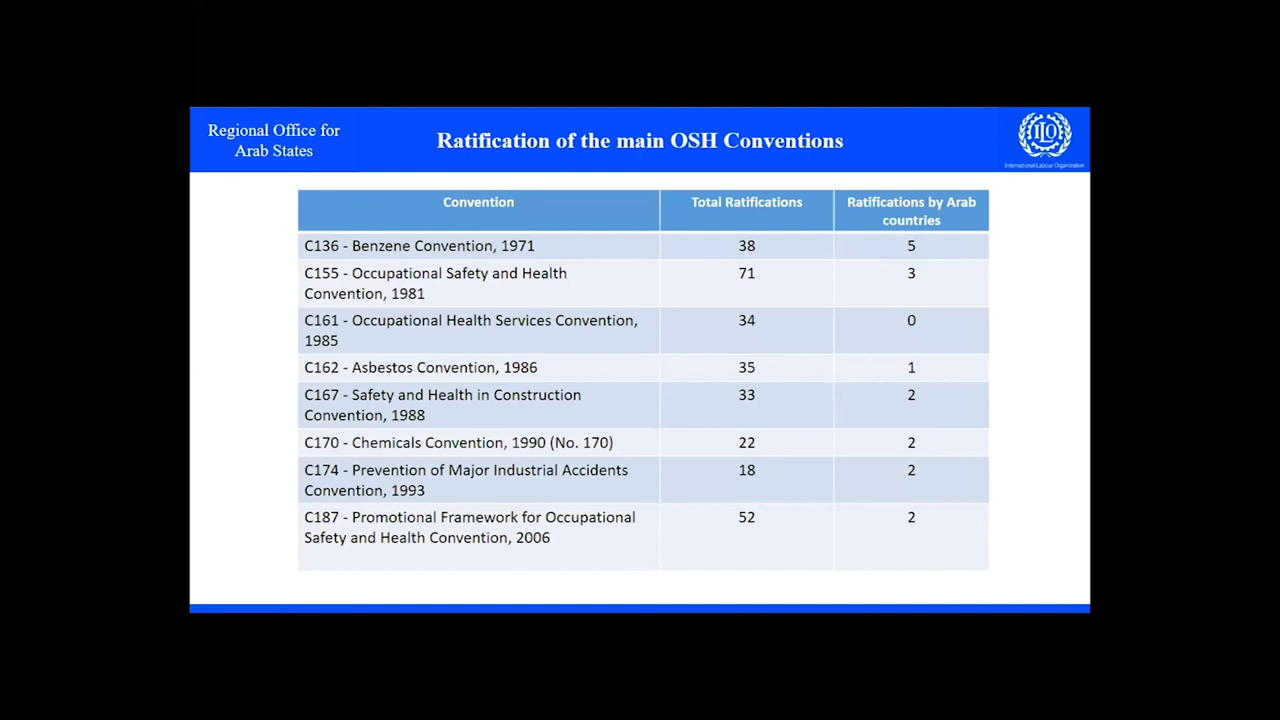 Regional Office for
Arab States
Ratification of the main OSH Conventions
ILO
International Labour Organization
Convention
Total Ratifications
Ratifications by Arab
countries
C136 - Benzene Convention, 1971
38
5
C155 - Occupational Safety and Health
Convention, 1981
71
3
C161 - Occupational Health Services Convention,
1985
34
0
C162 - Asbestos Convention, 1986
35
1
C167 - Safety and Health in Construction
Convention, 1988
33
2
C170 - Chemicals Convention, 1990 (No. 170)
22
2
C174 - Prevention of Major Industrial Accidents
Convention, 1993
18
2
C187 - Promotional Framework for Occupational
Safety and Health Convention, 2006
52
2